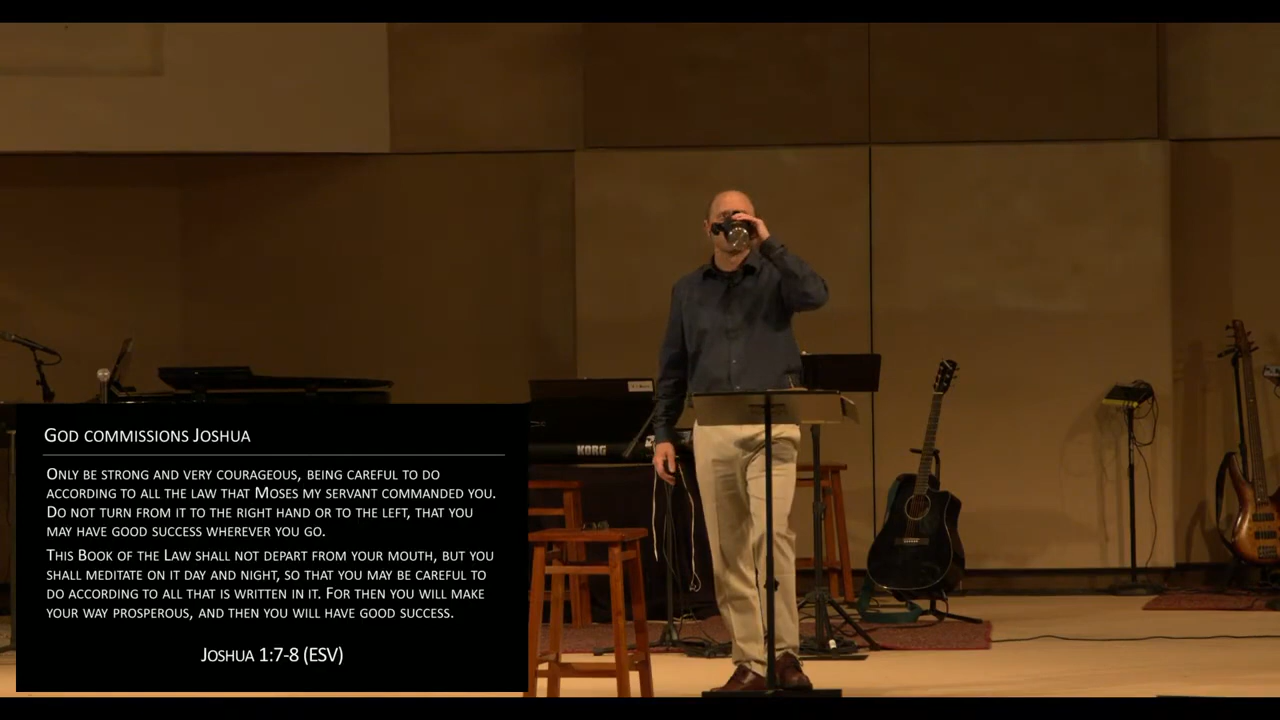 God commissions Joshua
Only be strong and very courageous, being careful to do
according to all the law that Moses my servant commanded you.
Do not turn from it to the right hand or to the left, that you
may have good success wherever you go.
This Book of the Law shall not depart from your mouth, but you
shall meditate on it day and night, so that you may be careful to
do according to all that is written in it. For then you will make
your way prosperous, and then you will have good success.
Joshua 1:7-8 (ESV)
KORG